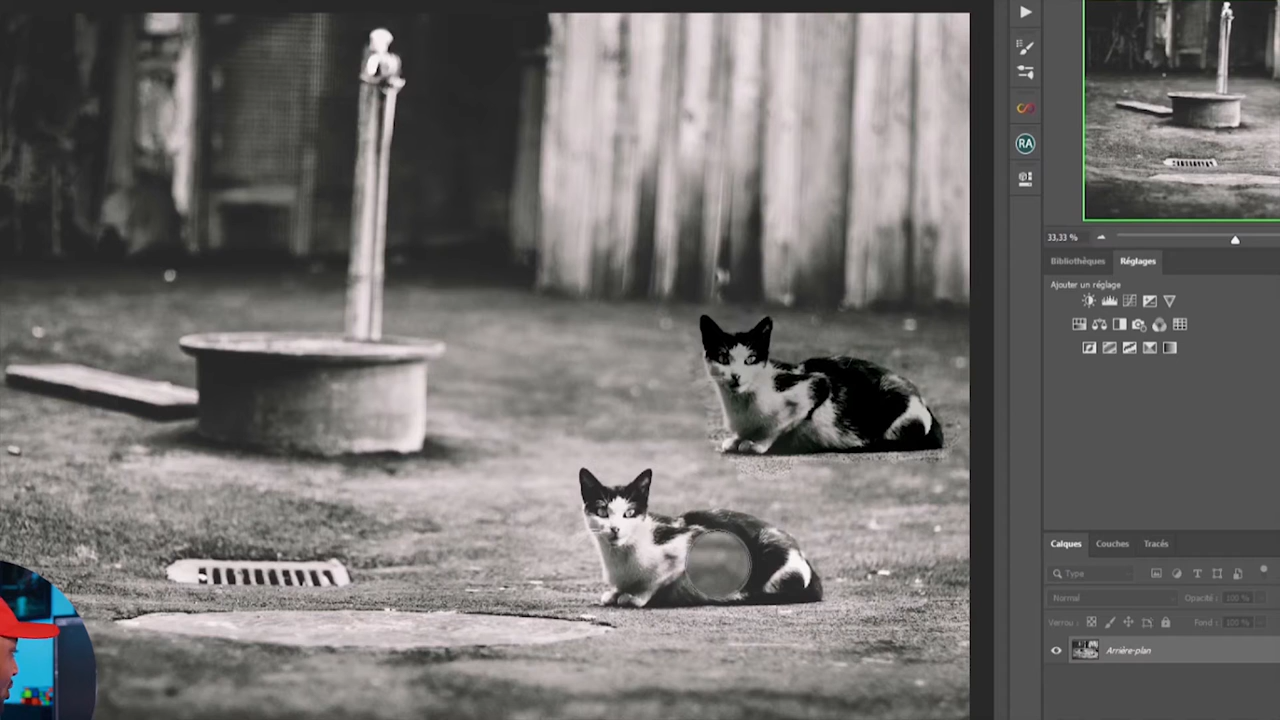 RA
33,33 %
Bibliothèques Réglages
Ajouter un réglage
Calques Couches Tracés
Type
Normal Opacité : 100 %
Verrou : Fond : 100 %
Arrière-plan